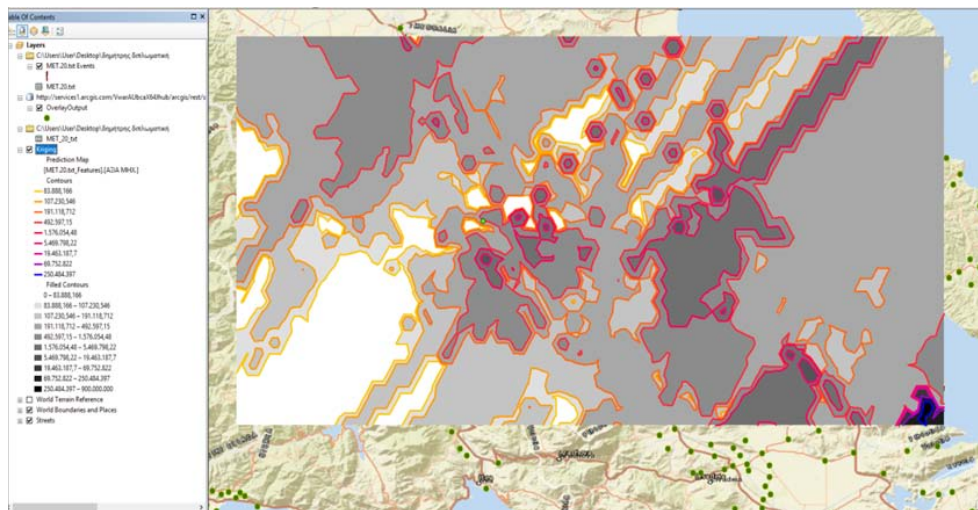 Table Of Contents
Layers
C:\Users\User\Desktop\δημήτρης διπλωματική
MET.20.txt Events
MET.20.txt
OverlayOutput
C:\Users\User\Desktop\δημήτρης διπλωματική
MET_20_txt
Kriging
Prediction Map
[MET.20.txt_Features].[ΑΞΙΑ ΜΗΧ.]
Contours
83.888,166
107.230,546
191.118,712
492.597,15
1.576.054,48
5.469.798,22
19.463.187,7
69.752.822
250.484.397
Filled Contours
0 – 83.888,166
83.888,166 – 107.230,546
107.230,546 – 191.118,712
191.118,712 – 492.597,15
492.597,15 – 1.576.054,48
1.576.054,48 – 5.469.798,22
5.469.798,22 – 19.463.187,7
19.463.187,7 – 69.752.822
69.752.822 – 250.484.397
250.484.397 – 900.000.000
World Terrain Reference
World Boundaries and Places
Streets